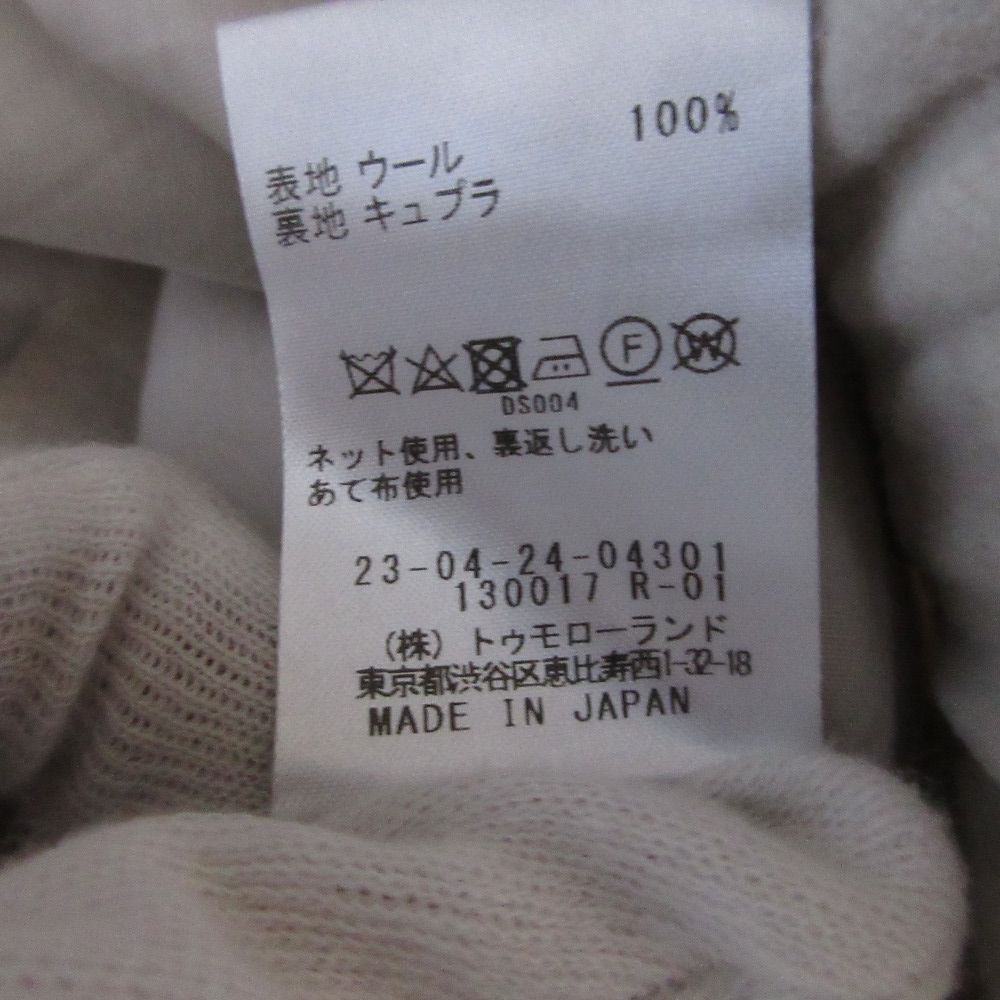 100%
表地 ウール
裏地 キュプラ
F W
DS004
ネット使用、裏返し洗い
あて布使用
23-04-24-04301
130017 R-01
(株) トゥモローランド
東京都渋谷区恵比寿西1-32-18
MADE IN JAPAN